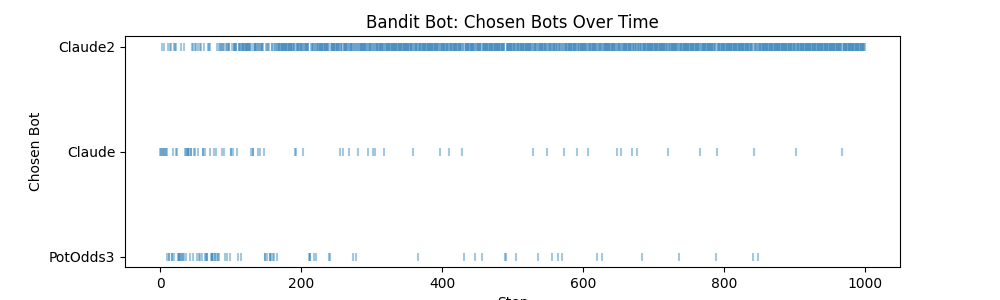 Bandit Bot: Chosen Bots Over Time
Claude2
Claude
PotOdds3
Chosen Bot
0 200 400 600 800 1000